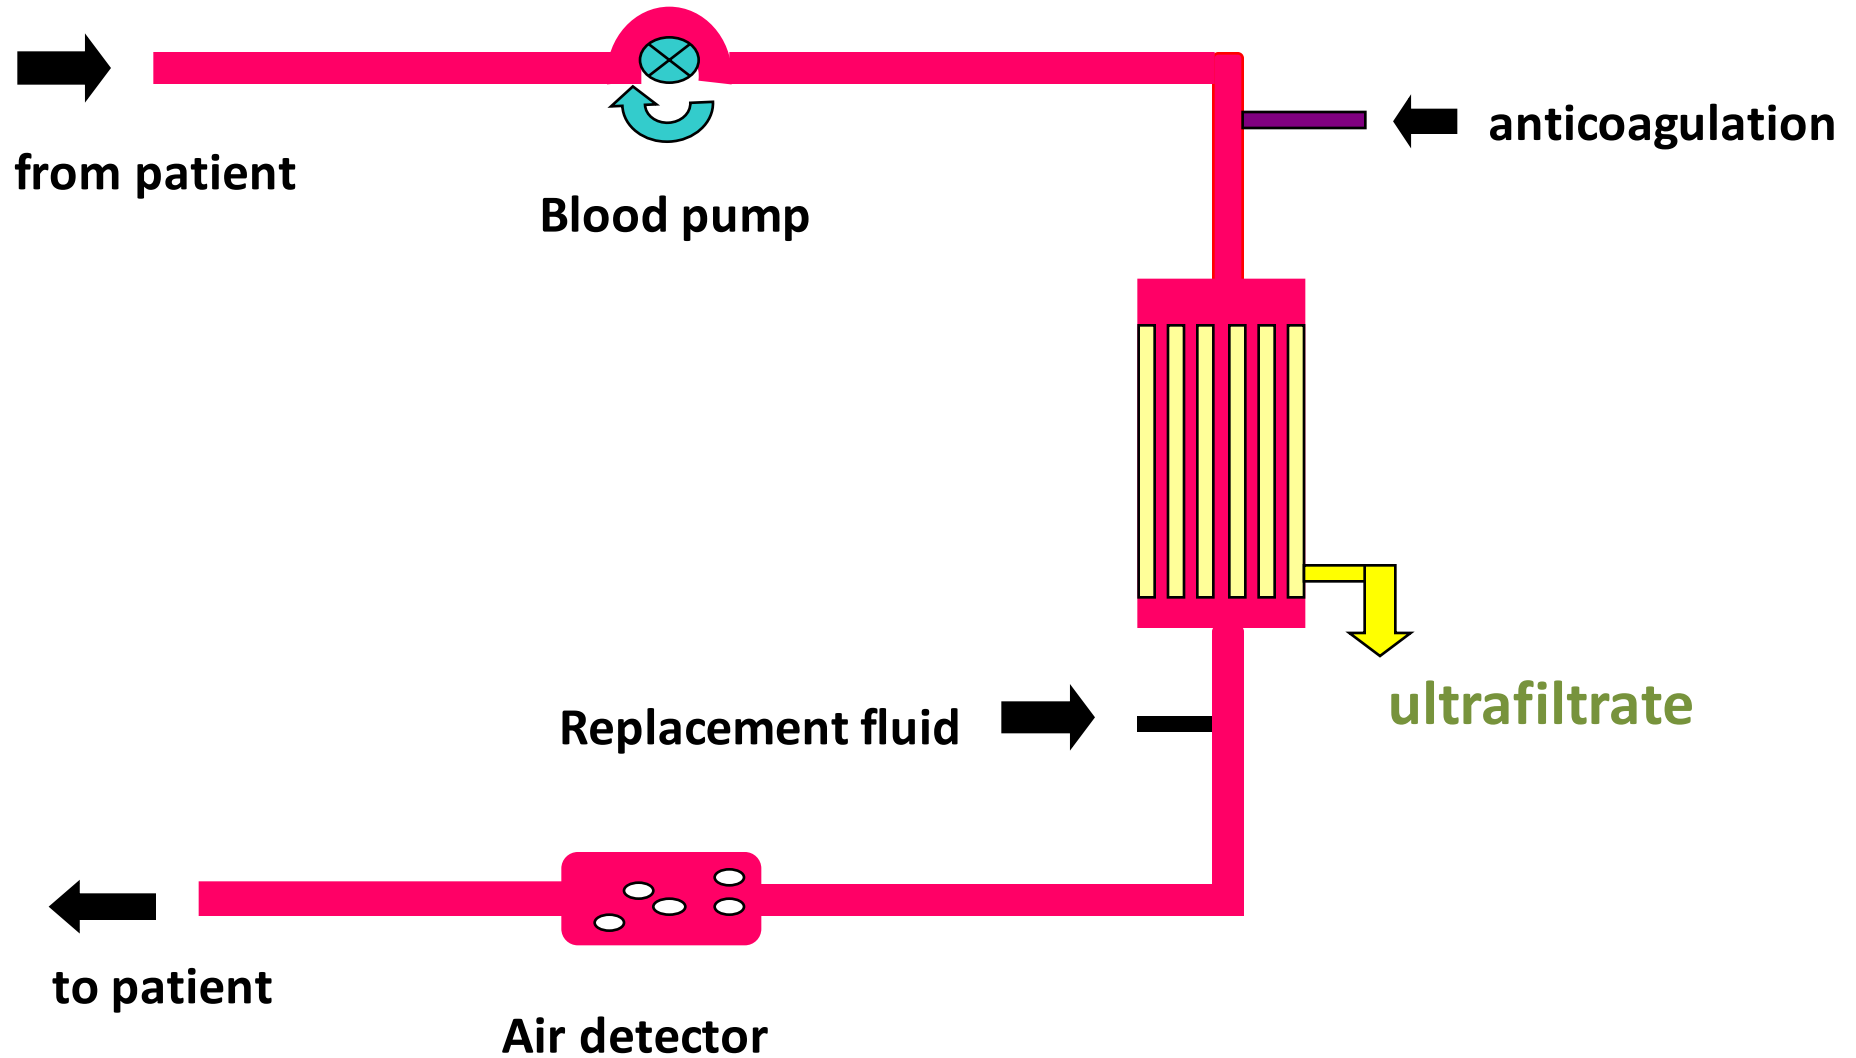 anticoagulation
from patient
Blood pump
ultrafiltrate
Replacement fluid
to patient
Air detector